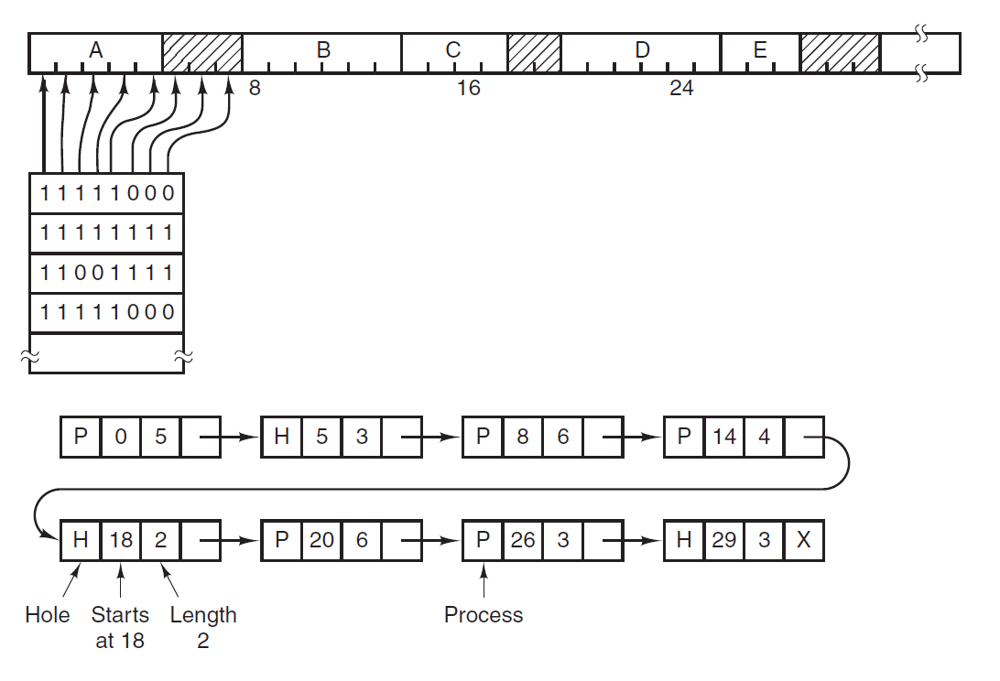 A B C D E
8 16 24
1 1 1 1 1 0 0 0
1 1 1 1 1 1 1 1
1 1 0 0 1 1 1 1
1 1 1 1 1 0 0 0
P 0 5 H 5 3 P 8 6 P 14 4
H 18 2 P 20 6 P 26 3 H 29 3 X
Hole Starts Length Process
at 18 2